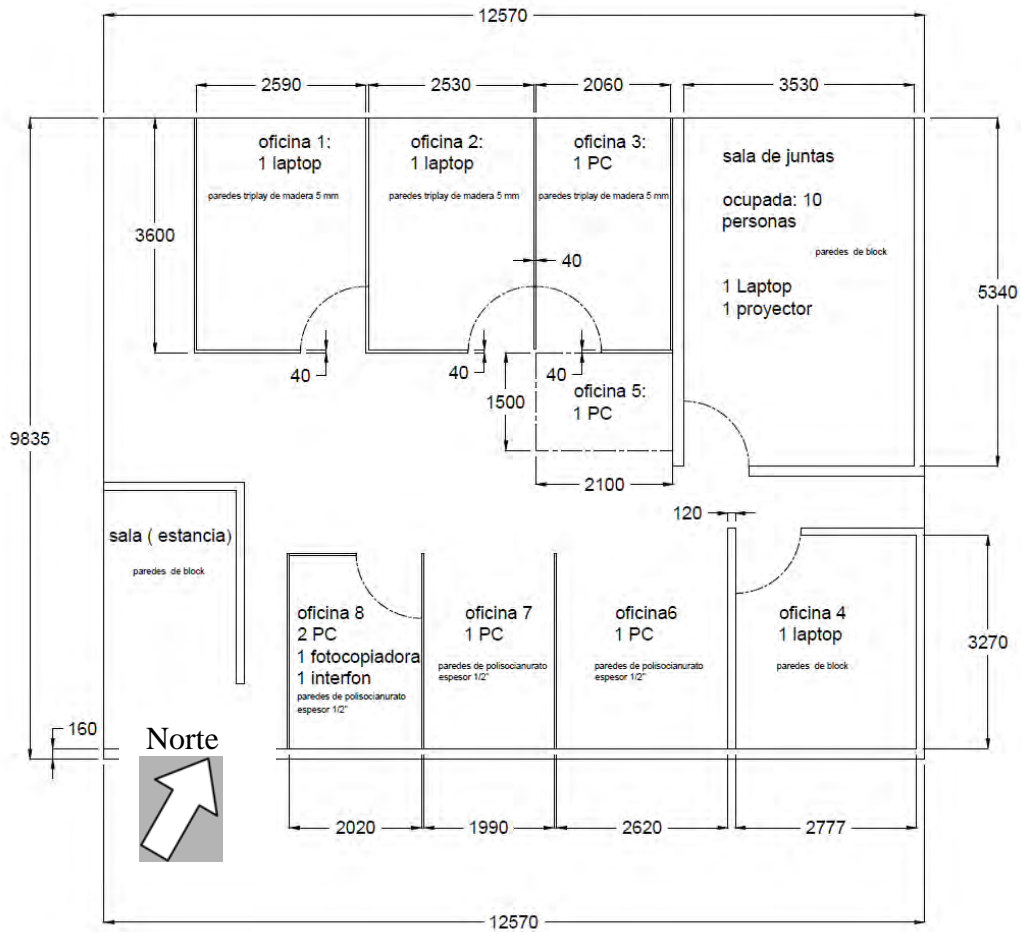 12570
2590
2530
2060
3530
oficina 1:
1 laptop
paredes triplay de madera 5 mm
oficina 2:
1 laptop
paredes triplay de madera 5 mm
oficina 3:
1 PC
paredes triplay de madera 5 mm
sala de juntas
ocupada: 10
personas
paredes de block
1 Laptop
1 proyector
3600
40
5340
40
40
40
oficina 5:
1 PC
1500
9835
2100
120
sala ( estancia)
paredes de block
oficina 8
2 PC
1 fotocopiadora
1 interfon
paredes de polisocianurato
espesor 1/2"
oficina 7
1 PC
paredes de polisocianurato
espesor 1/2"
oficina6
1 PC
paredes de polisocianurato
espesor 1/2"
oficina 4
1 laptop
paredes de block
3270
160
Norte
2020
1990
2620
2777
12570